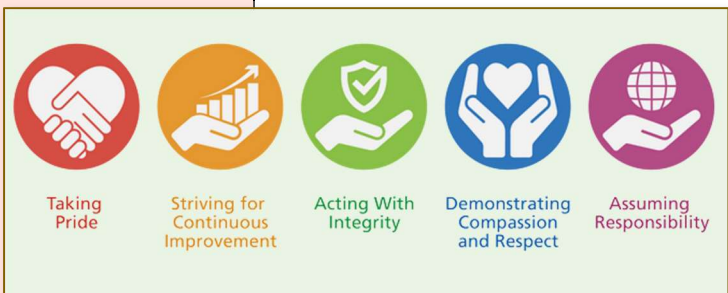 Taking
Pride
Striving for
Continuous
Improvement
Acting With
Integrity
Demonstrating
Compassion
and Respect
Assuming
Responsibility